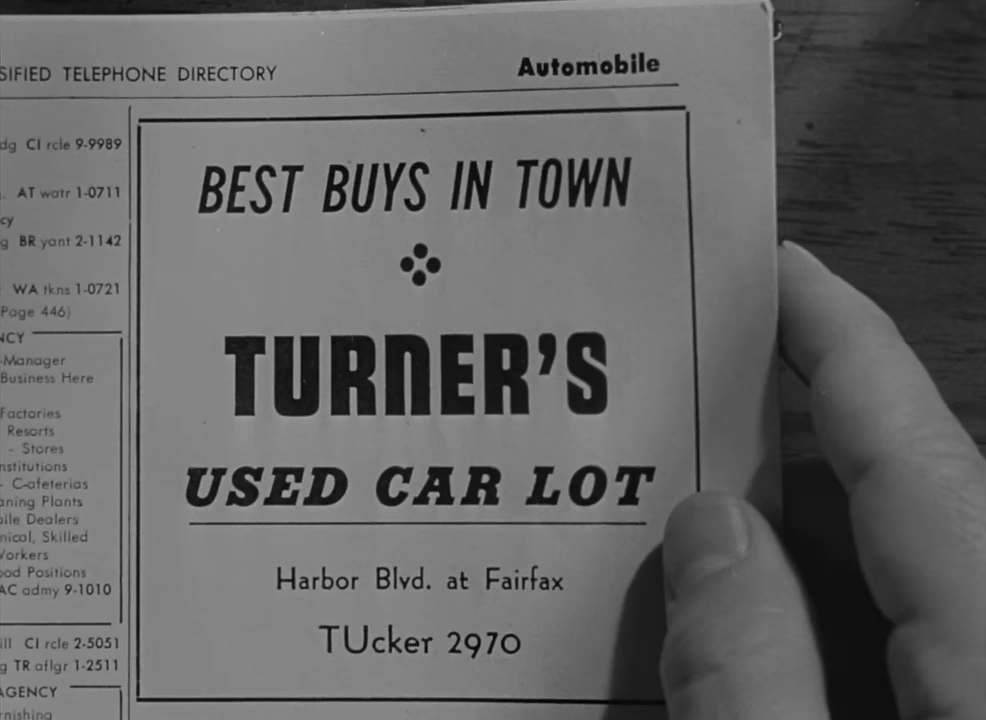 SIFIED TELEPHONE DIRECTORY
Automobile
dg CI rcle 9-9989
AT watr 1-0711
cy
g BR yant 2-1142
WA tkns 1-0721
Page 446)
NCY
-Manager
Business Here
Factories
Resorts
- Stores
nstitutions
- Cafeterias
aning Plants
bile Dealers
nical, Skilled
Workers
ood Positions
AC admy 9-1010
ill CI rcle 2-5051
g TR aflgr 1-2511
AGENCY
rnishing
BEST BUYS IN TOWN
TURNER'S
USED CAR LOT
Harbor Blvd. at Fairfax
TUcker 2970